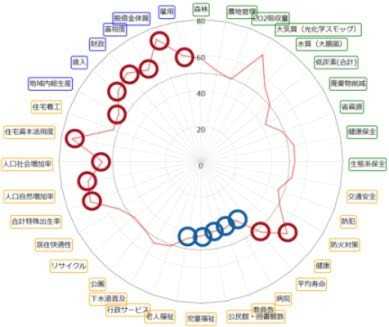 森林
農地管理
CO2吸収量
大気質（光化学スモッグ）
水質（大腸菌）
低炭素(合計)
廃棄物削減
省資源
健康保全
生態系保全
交通安全
防犯
防火対策
健康
平均寿命
病院
教員数
公民館・図書館数
児童福祉
老人福祉
行政サービス
下水道普及
公園
リサイクル
居住快適性
合計特殊出生率
人口自然増加率
人口社会増加率
住宅資本活用度
住宅着工
地域内総生産
歳入
財政
富裕度
脱借金体質
雇用
80
60
40
20
0